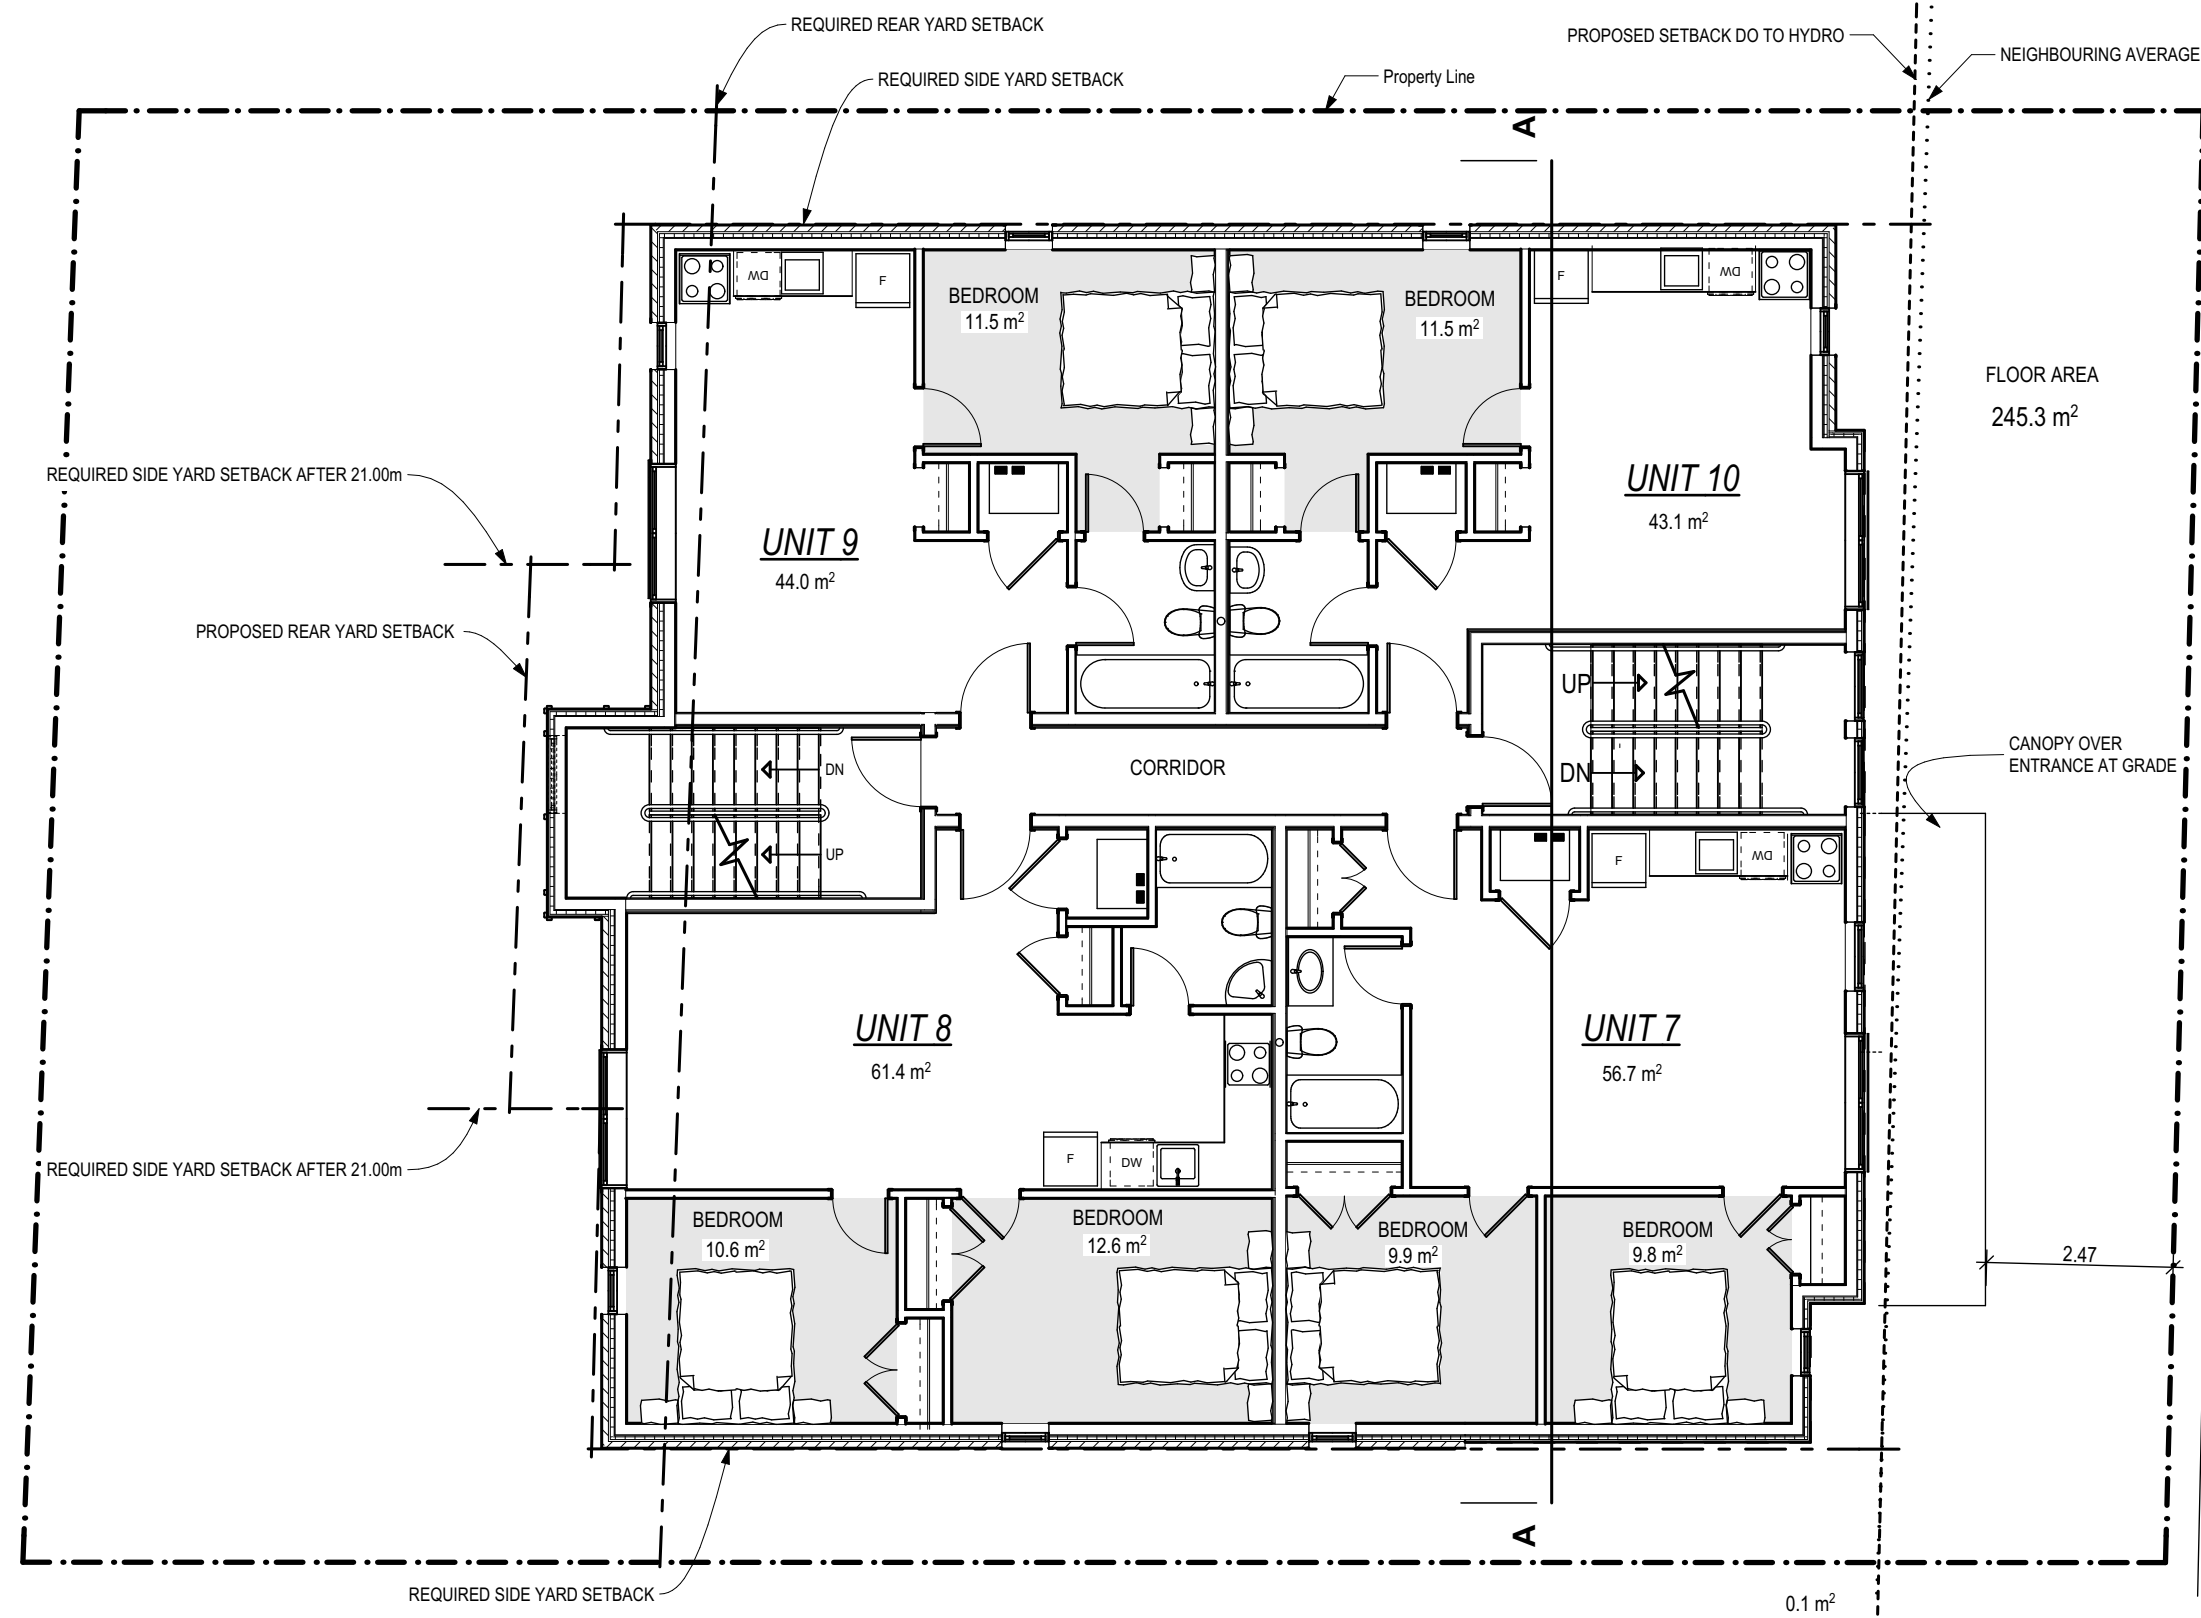 REQUIRED REAR YARD SETBACK
PROPOSED SETBACK DO TO HYDRO
NEIGHBOURING AVERAGE
REQUIRED SIDE YARD SETBACK
Property Line
A
DW
F
BEDROOM
11.5 m²
BEDROOM
11.5 m²
F
DW
FLOOR AREA
245.3 m²
REQUIRED SIDE YARD SETBACK AFTER 21.00m
UNIT 10
43.1 m²
UNIT 9
44.0 m²
PROPOSED REAR YARD SETBACK
UP
DN
CORRIDOR
DN
UP
CANOPY OVER
ENTRANCE AT GRADE
F
DW
UNIT 8
61.4 m²
UNIT 7
56.7 m²
F
DW
REQUIRED SIDE YARD SETBACK AFTER 21.00m
BEDROOM
10.6 m²
BEDROOM
12.6 m²
BEDROOM
9.9 m²
BEDROOM
9.8 m²
2.47
A
REQUIRED SIDE YARD SETBACK
0.1 m²